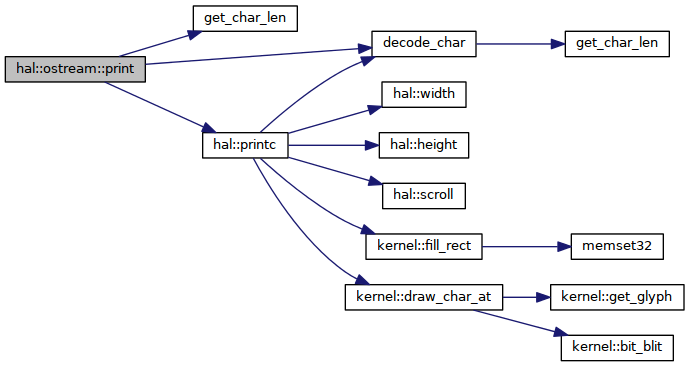 get_char_len
hal::ostream::print
decode_char
get_char_len
hal::width
hal::printc
hal::height
hal::scroll
kernel::fill_rect
memset32
kernel::draw_char_at
kernel::get_glyph
kernel::bit_blit